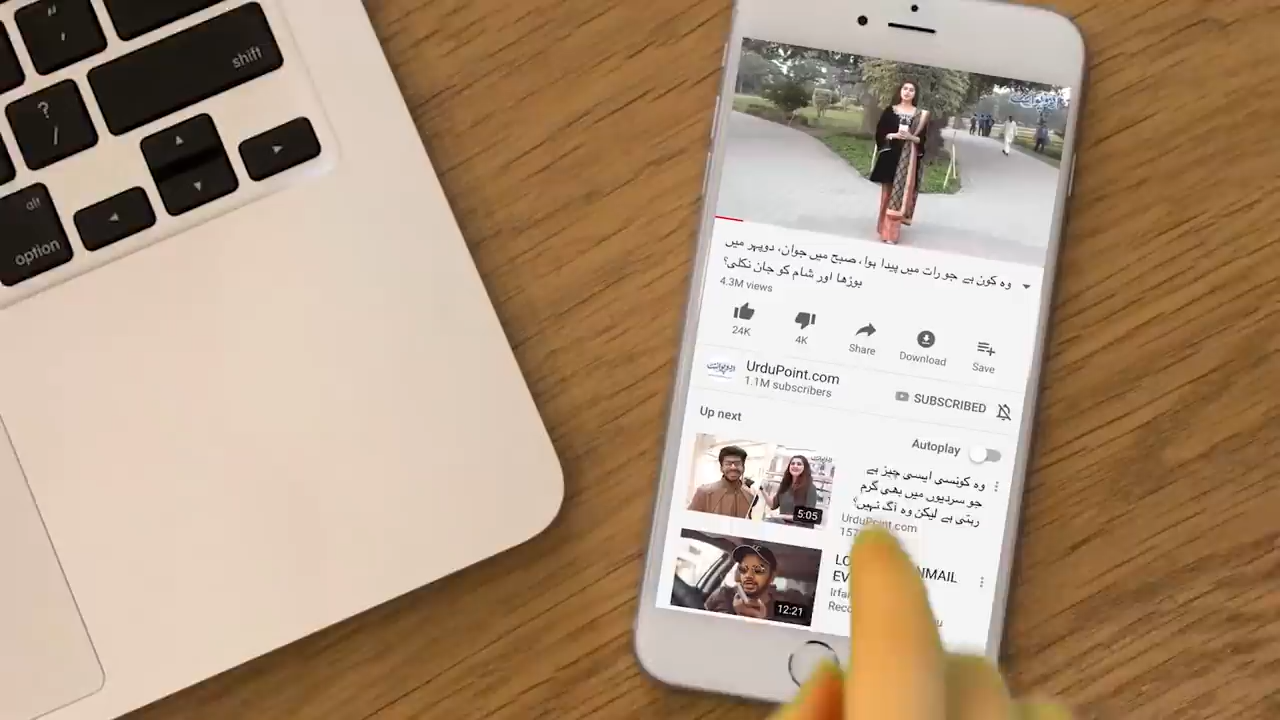 shift
?
/
alt
option
اردوپوائنٹ
وہ کون ہے جو رات میں پیدا ہوا، صبح میں جوان، دوپہر میں
بوڑھا اور شام کو جان نکلی؟
4.3M views
24K
4K
Share
Download
Save
UrduPoint.com
1.1M subscribers
SUBSCRIBED
Up next
Autoplay
وہ کونسی ایسی چیز ہے
جو سردیوں میں بھی گرم
رہتی ہے لیکن وہ آگ نہیں؟
UrduPoint.com
5:05
12:21